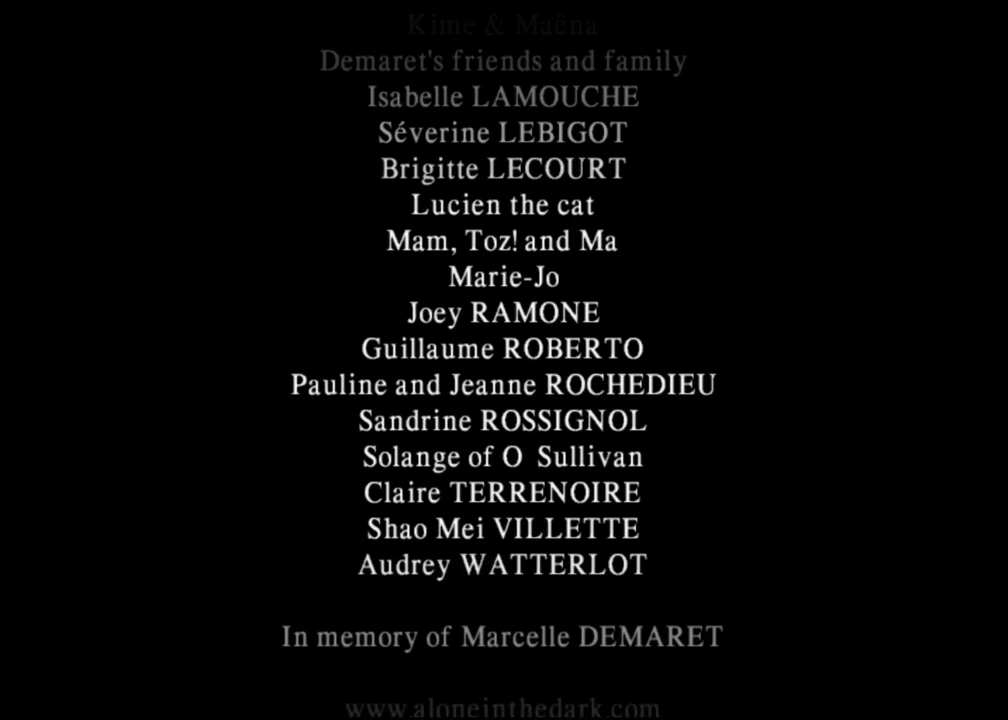 Kime & Maëna
Demaret's friends and family
Isabelle LAMOUCHE
Séverine LEBIGOT
Brigitte LECOURT
Lucien the cat
Mam, Toz! and Ma
Marie-Jo
Joey RAMONE
Guillaume ROBERTO
Pauline and Jeanne ROCHEDIEU
Sandrine ROSSIGNOL
Solange of O Sullivan
Claire TERRENOIRE
Shao Mei VILLETTE
Audrey WATTERLOT
In memory of Marcelle DEMARET
www.aloneinthedark.com